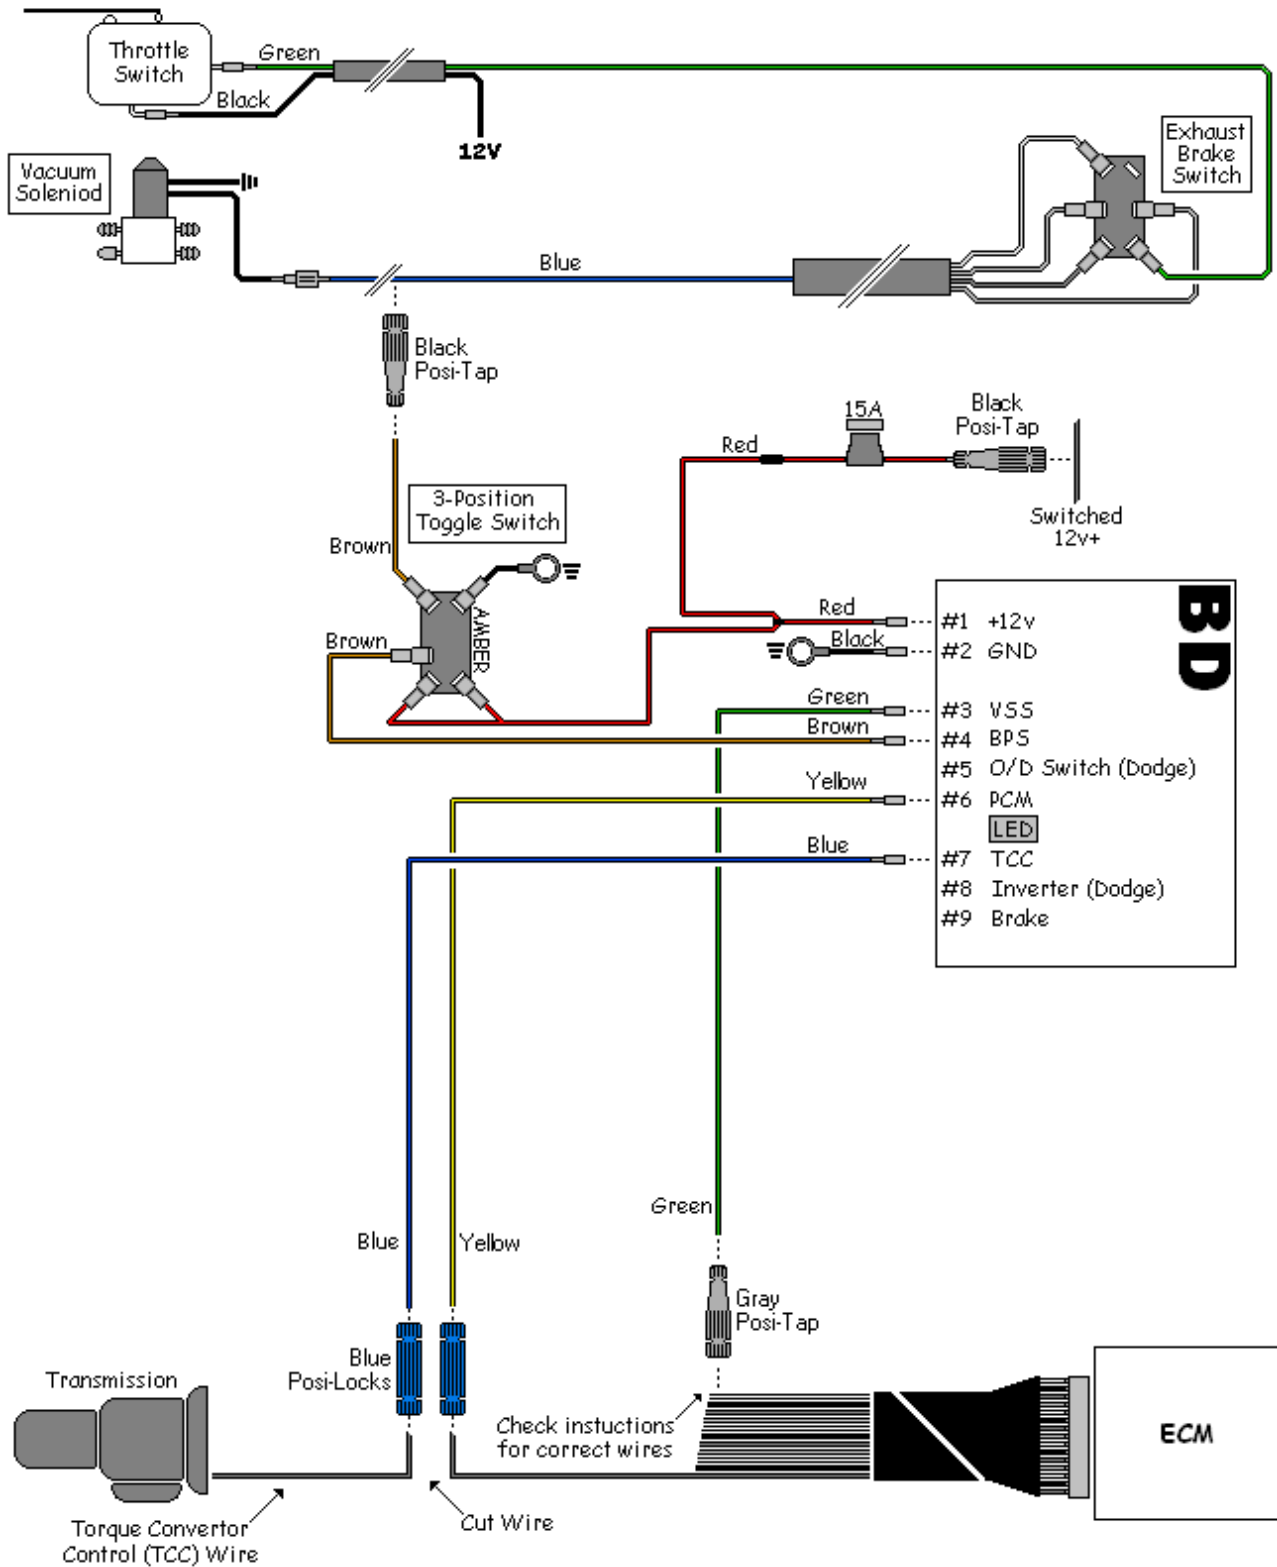 Throttle
Switch
Green
Black
12V
Vacuum
Soleniod
Exhaust
Brake
Switch
Blue
Black
Posi-Tap
15A
Black
Posi-Tap
Red
Switched
12v+
3-Position
Toggle Switch
Brown
AMBER
Brown
BD
Red
#1 +12v
Black
#2 GND
Green
#3 VSS
Brown
#4 BPS
#5 O/D Switch (Dodge)
Yellow
#6 PCM
LED
Blue
#7 TCC
#8 Inverter (Dodge)
#9 Brake
Green
Blue
Yellow
Gray
Posi-Tap
Blue
Posi-Locks
Transmission
Check instuctions
for correct wires
ECM
Cut Wire
Torque Convertor
Control (TCC) Wire